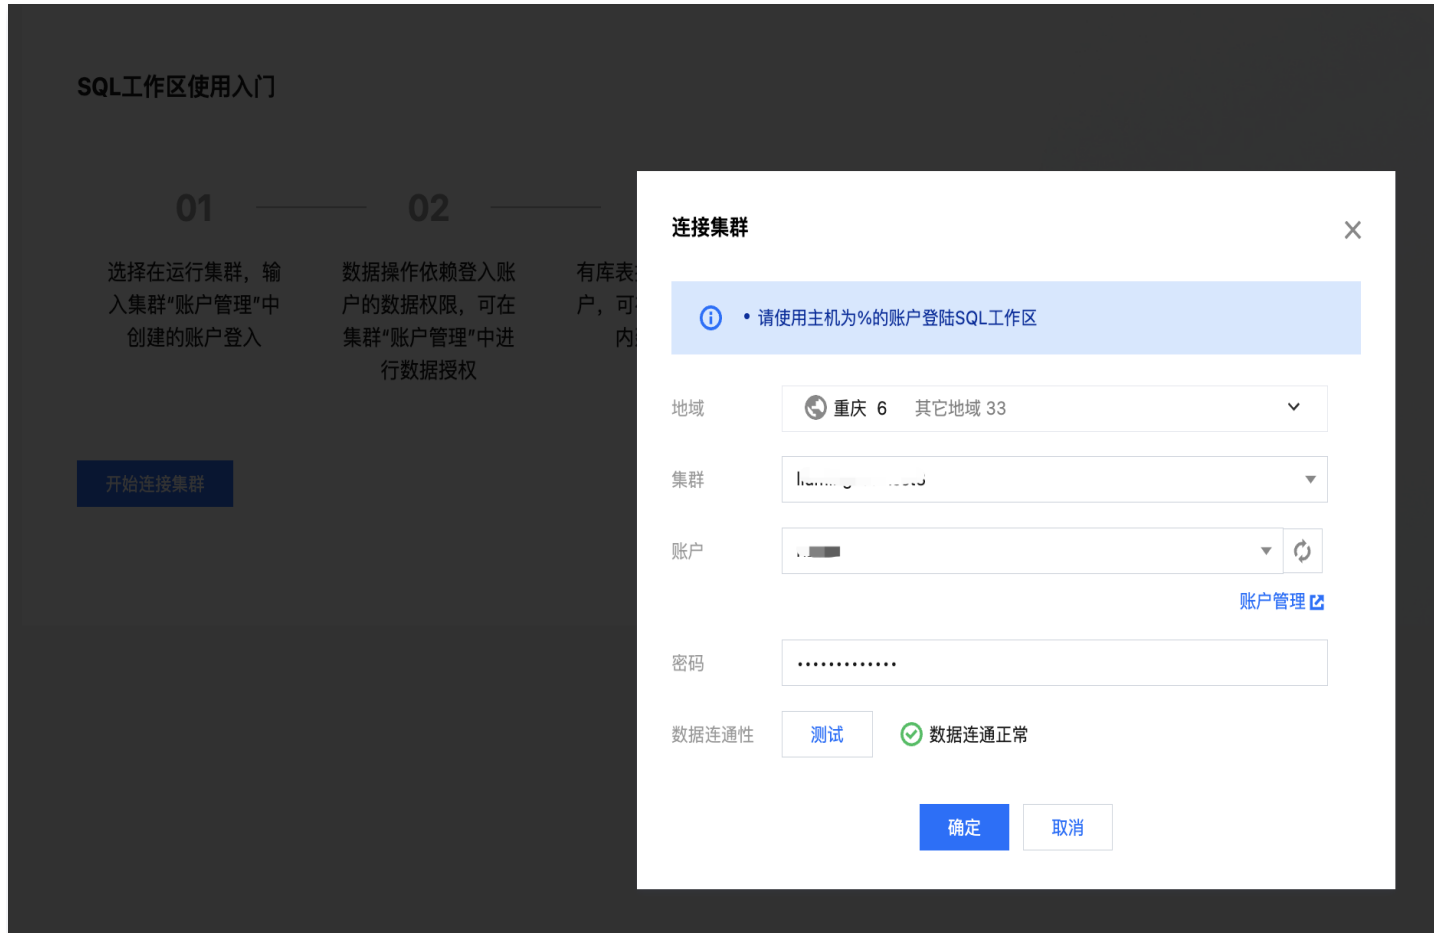 SQL工作区使用入门
01
02
选择在运行集群，输
入集群“账户管理”中
创建的账户登入
数据操作依赖登入账
户的数据权限，可在
集群“账户管理”中进
行数据授权
有库表
户，可
内
开始连接集群
连接集群
• 请使用主机为%的账户登陆SQL工作区
地域
重庆 6 其它地域 33
集群
账户
账户管理
密码
•••••••••••••
数据连通性
测试
数据连通正常
确定
取消